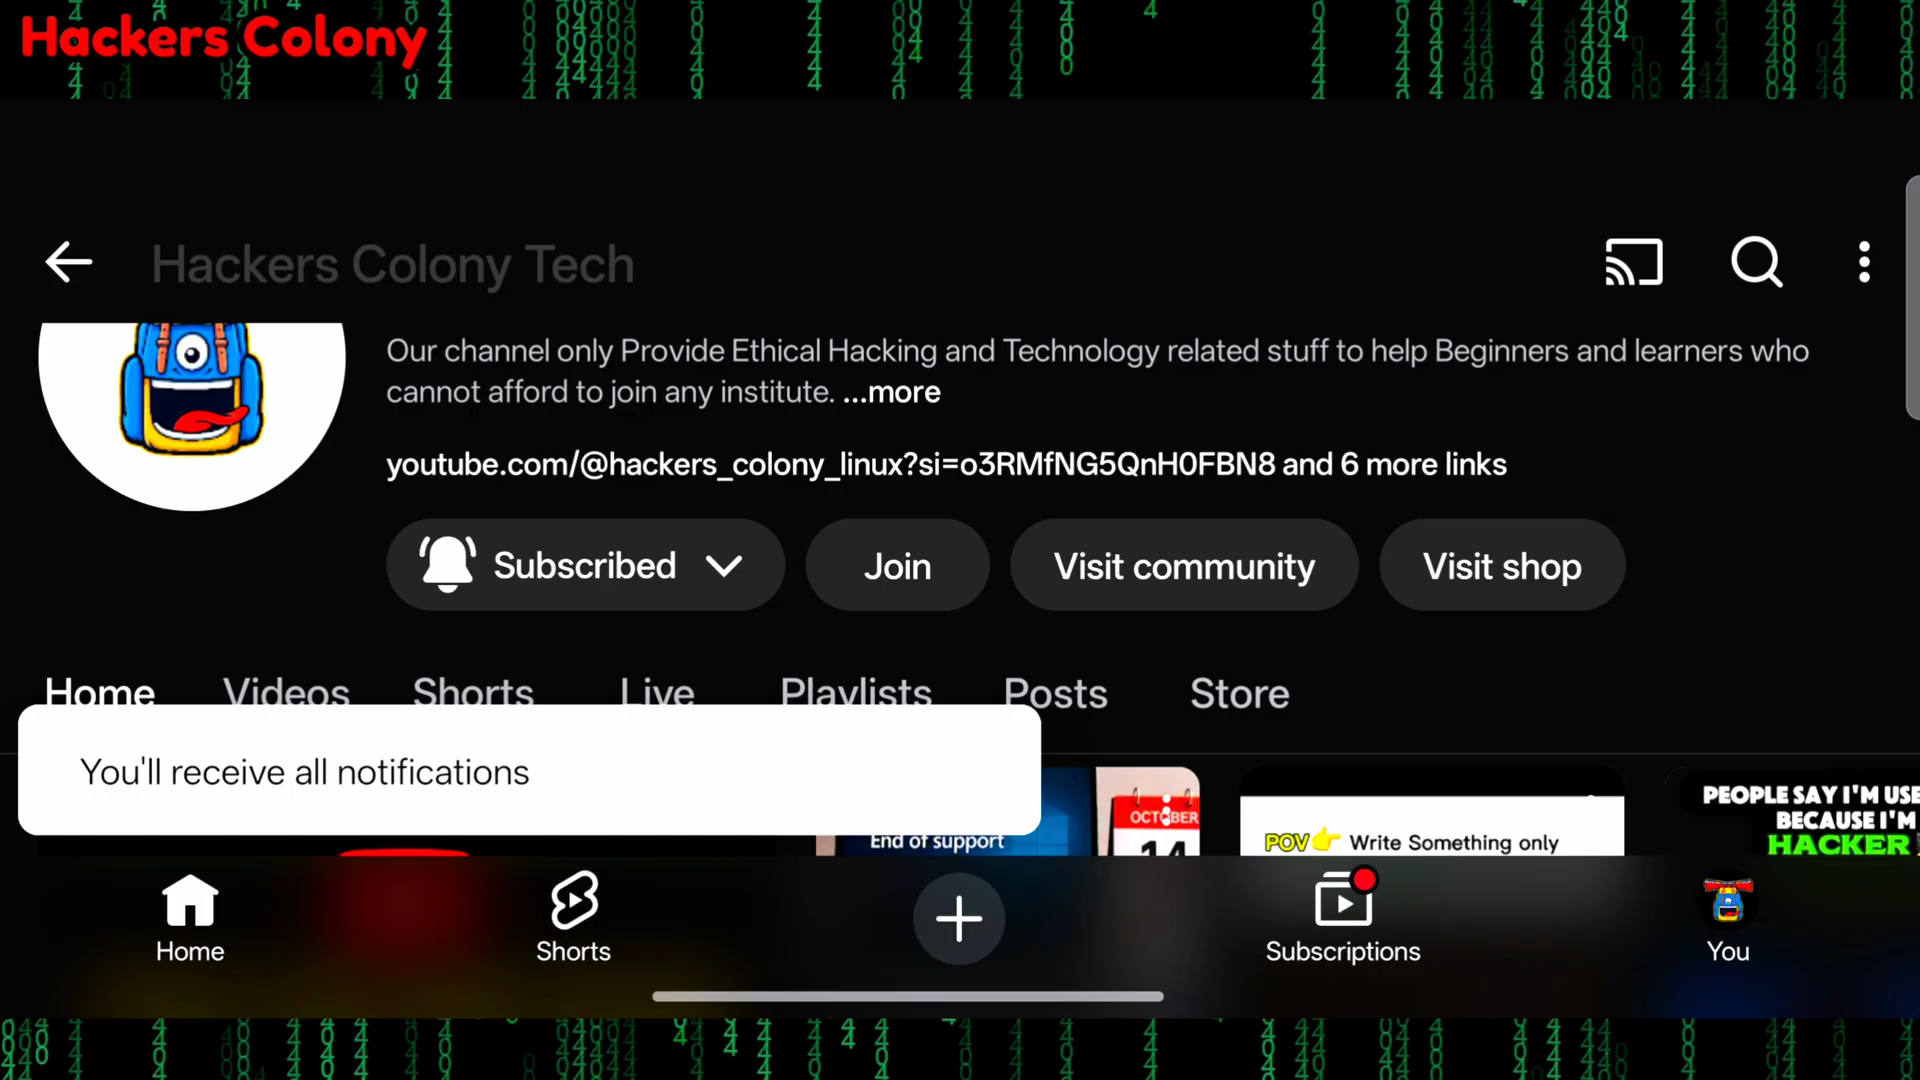 Hackers Colony
Hackers Colony Tech
Our channel only Provide Ethical Hacking and Technology related stuff to help Beginners and learners who
cannot afford to join any institute. ...more
youtube.com/@hackers_colony_linux?si=o3RMfNG5QnH0FBN8 and 6 more links
Subscribed
Join
Visit community
Visit shop
Home
Videos
Shorts
Live
Playlists
Posts
Store
You'll receive all notifications
End of support
OCTOBER
14
POV👉 Write Something only
PEOPLE SAY I'M USE
BECAUSE I'M
HACKER
Home
Shorts
Subscriptions
You